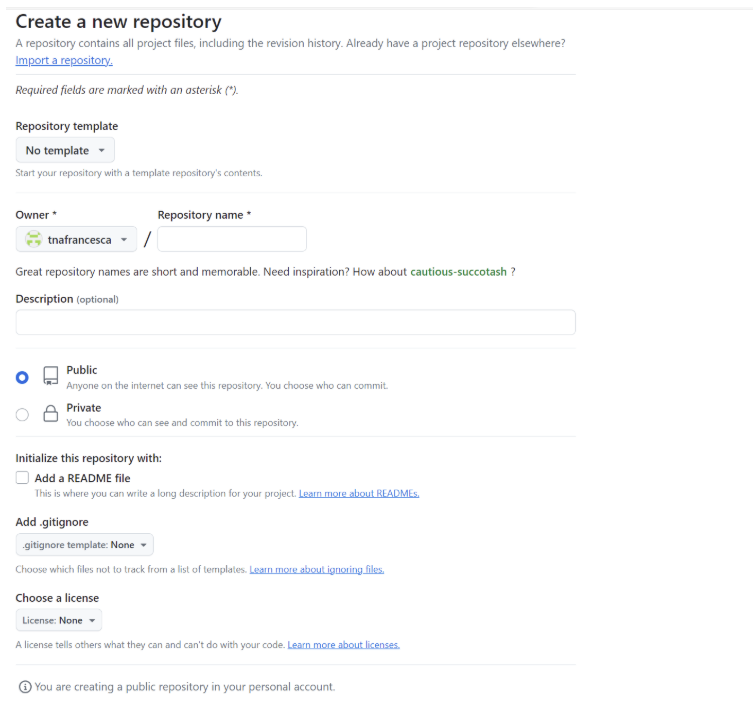 Create a new repository
A repository contains all project files, including the revision history. Already have a project repository elsewhere?
Import a repository.
Required fields are marked with an asterisk (*).
Repository template
No template
Start your repository with a template repository's contents.
Owner *
Repository name *
tnafrancesca
/
Great repository names are short and memorable. Need inspiration? How about cautious-succotash ?
Description (optional)
Public
Anyone on the internet can see this repository. You choose who can commit.
Private
You choose who can see and commit to this repository.
Initialize this repository with:
Add a README file
This is where you can write a long description for your project. Learn more about READMEs.
Add .gitignore
.gitignore template: None
Choose which files not to track from a list of templates. Learn more about ignoring files.
Choose a license
License: None
A license tells others what they can and can't do with your code. Learn more about licenses.
You are creating a public repository in your personal account.